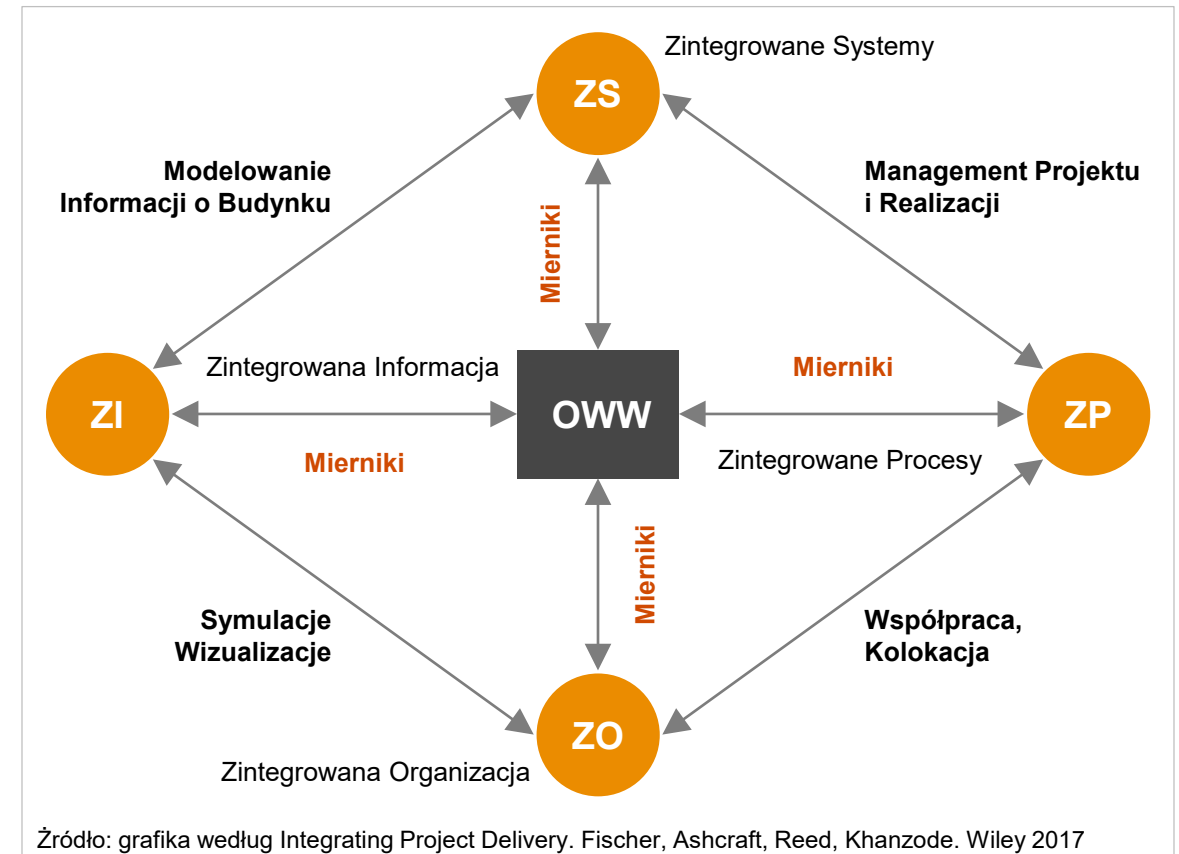 Zintegrowane Systemy
ZS
Modelowanie
Informacji o Budynku
Management Projektu
i Realizacji
Mierniki
Zintegrowana Informacja
Mierniki
ZI
OWW
ZP
Mierniki
Zintegrowane Procesy
Mierniki
Symulacje
Wizualizacje
Współpraca,
Kolokacja
ZO
Zintegrowana Organizacja
Żródło: grafika według Integrating Project Delivery. Fischer, Ashcraft, Reed, Khanzode. Wiley 2017